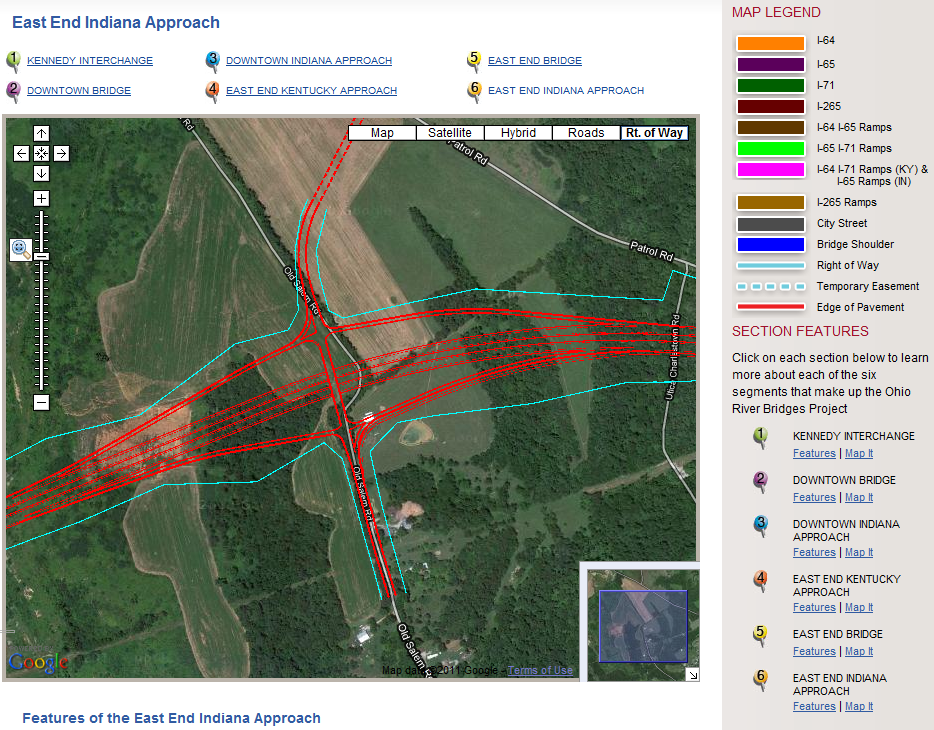 East End Indiana Approach
1 KENNEDY INTERCHANGE
3 DOWNTOWN INDIANA APPROACH
5 EAST END BRIDGE
2 DOWNTOWN BRIDGE
4 EAST END KENTUCKY APPROACH
6 EAST END INDIANA APPROACH
Map Satellite Hybrid Roads Rt. of Way
Rd
Patrol Rd
Patrol Rd
Old Salem Rd
Utica Charlestown Rd
Old Salem Rd
Old Salem R
Google
Map data ©2011 Google - Terms of Use
Features of the East End Indiana Approach
MAP LEGEND
I-64
I-65
I-71
I-265
I-64 I-65 Ramps
I-65 I-71 Ramps
I-64 I-71 Ramps (KY) &
I-65 Ramps (IN)
I-265 Ramps
City Street
Bridge Shoulder
Right of Way
Temporary Easement
Edge of Pavement
SECTION FEATURES
Click on each section below to learn
more about each of the six
segments that make up the Ohio
River Bridges Project
1 KENNEDY INTERCHANGE
Features | Map It
2 DOWNTOWN BRIDGE
Features | Map It
3 DOWNTOWN INDIANA
APPROACH
Features | Map It
4 EAST END KENTUCKY
APPROACH
Features | Map It
5 EAST END BRIDGE
Features | Map It
6 EAST END INDIANA
APPROACH
Features | Map It